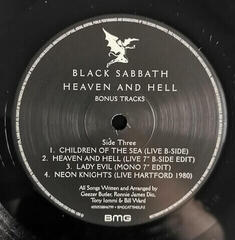 BLACK SABBATH
HEAVEN AND HELL
BONUS TRACKS
Side Three
1. CHILDREN OF THE SEA (LIVE B-SIDE)
2. HEAVEN AND HELL (LIVE 7" B-SIDE EDIT)
3. LADY EVIL (MONO 7" EDIT)
4. NEON KNIGHTS (LIVE HARTFORD 1980)
All Songs Written and Arranged by
Geezer Butler, Ronnie James Dio,
Tony Iommi & Bill Ward
BMG